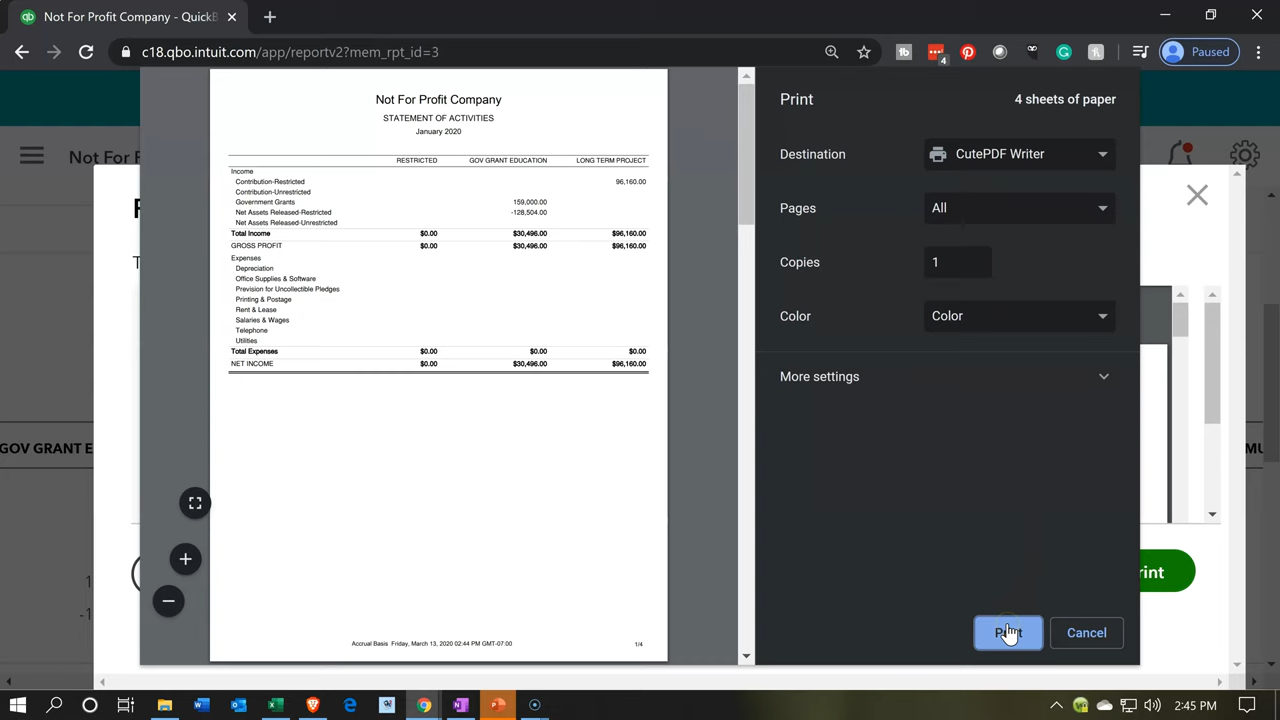 Not For Profit Company - QuickB
c18.qbo.intuit.com/app/reportv2?mem_rpt_id=3
4
Paused
Not For Profit Company
STATEMENT OF ACTIVITIES
January 2020
RESTRICTED GOV GRANT EDUCATION LONG TERM PROJECT
Income
Contribution-Restricted 96,160.00
Contribution-Unrestricted
Government Grants 159,000.00
Net Assets Released-Restricted -128,504.00
Net Assets Released-Unrestricted
Total Income $0.00 $30,496.00 $96,160.00
GROSS PROFIT $0.00 $30,496.00 $96,160.00
Expenses
Depreciation
Office Supplies & Software
Prevision for Uncollectible Pledges
Printing & Postage
Rent & Lease
Salaries & Wages
Telephone
Utilities
Total Expenses $0.00 $0.00 $0.00
NET INCOME $0.00 $30,496.00 $96,160.00
Accrual Basis Friday, March 13, 2020 02:44 PM GMT-07:00 1/4
Print 4 sheets of paper
Destination CutePDF Writer
Pages All
Copies 1
Color Color
More settings
Print Cancel
Not For P
GOV GRANT E
2:45 PM